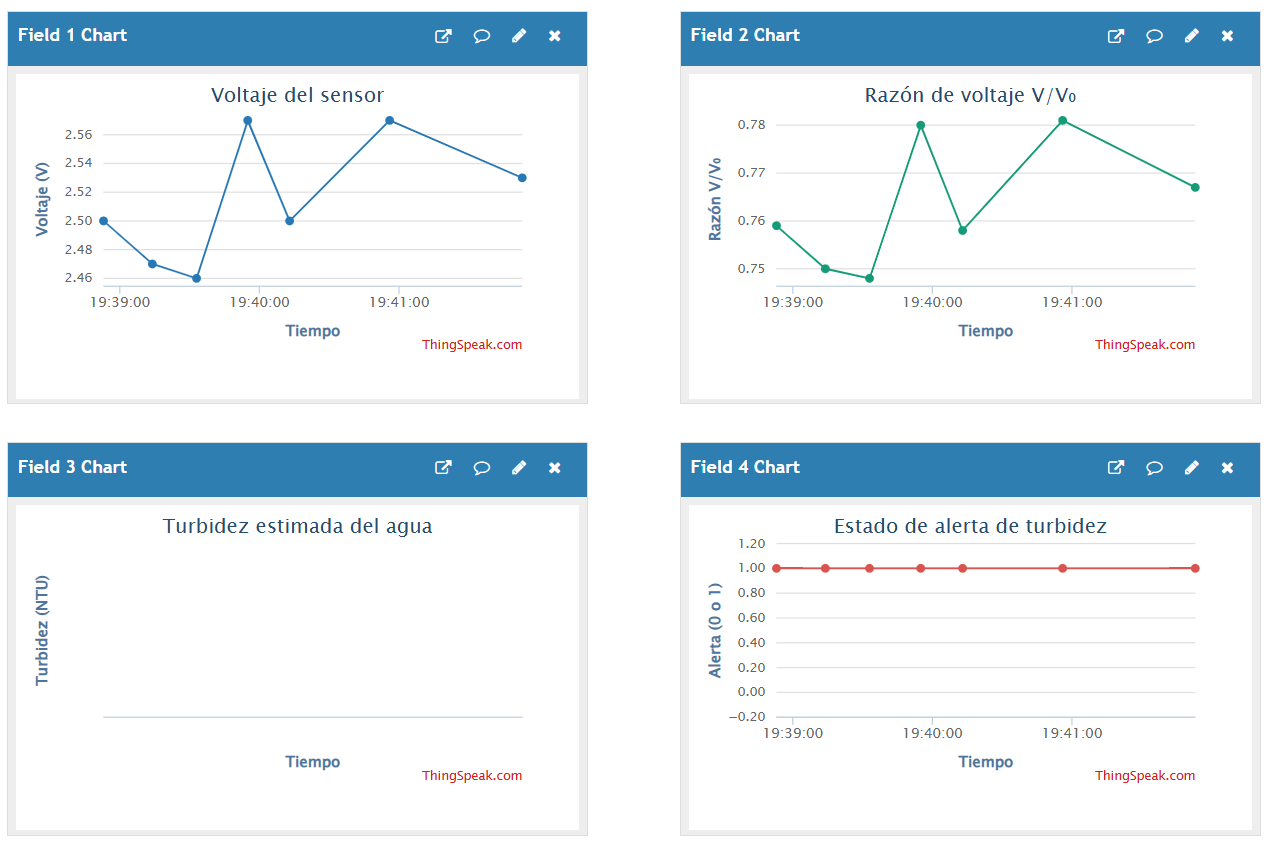 Field 1 Chart
Voltaje del sensor
Voltaje (V)
2.56
2.54
2.52
2.50
2.48
2.46
19:39:00 19:40:00 19:41:00
Tiempo
ThingSpeak.com
Field 2 Chart
Razón de voltaje V/V₀
Razón V/V₀
0.78
0.77
0.76
0.75
19:39:00 19:40:00 19:41:00
Tiempo
ThingSpeak.com
Field 3 Chart
Turbidez estimada del agua
Turbidez (NTU)
Tiempo
ThingSpeak.com
Field 4 Chart
Estado de alerta de turbidez
Alerta (0 o 1)
1.20
1.00
0.80
0.60
0.40
0.20
0.00
−0.20
19:39:00 19:40:00 19:41:00
Tiempo
ThingSpeak.com